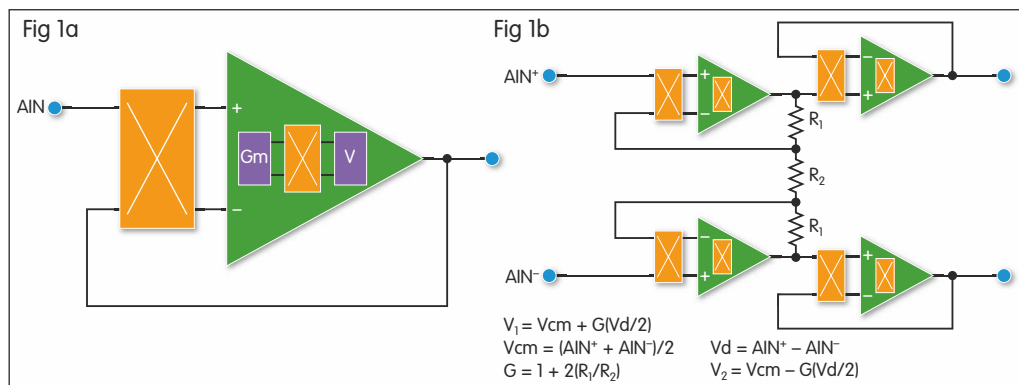 Fig 1a
AIN
+
Gm
V
−
Fig 1b
AIN⁺
+
−
−
+
R₁
R₂
R₁
−
+
+
−
AIN⁻
V₁ = Vcm + G(Vd/2)
Vcm = (AIN⁺ + AIN⁻)/2
G = 1 + 2(R₁/R₂)
Vd = AIN⁺ − AIN⁻
V₂ = Vcm − G(Vd/2)